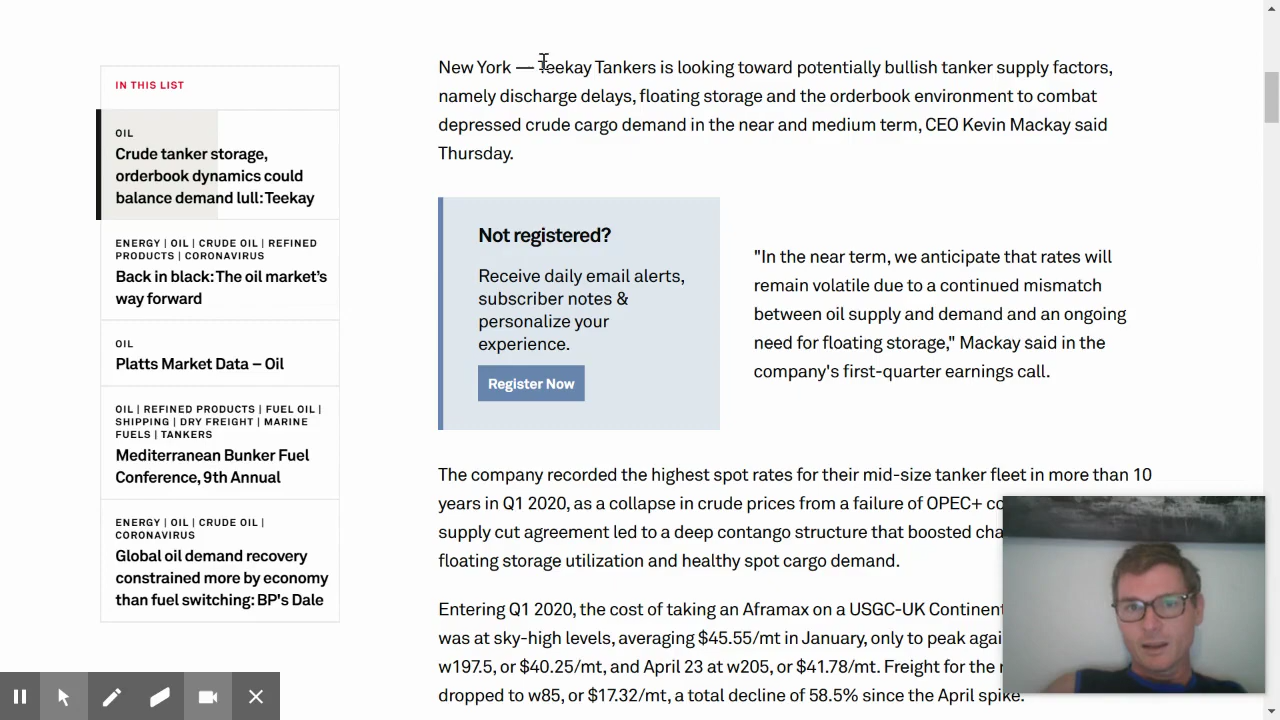 IN THIS LIST
OIL
Crude tanker storage,
orderbook dynamics could
balance demand lull: Teekay
ENERGY | OIL | CRUDE OIL | REFINED
PRODUCTS | CORONAVIRUS
Back in black: The oil market's
way forward
OIL
Platts Market Data – Oil
OIL | REFINED PRODUCTS | FUEL OIL |
SHIPPING | DRY FREIGHT | MARINE
FUELS | TANKERS
Mediterranean Bunker Fuel
Conference, 9th Annual
ENERGY | OIL | CRUDE OIL |
CORONAVIRUS
Global oil demand recovery
constrained more by economy
than fuel switching: BP's Dale
New York — Teekay Tankers is looking toward potentially bullish tanker supply factors,
namely discharge delays, floating storage and the orderbook environment to combat
depressed crude cargo demand in the near and medium term, CEO Kevin Mackay said
Thursday.
Not registered?
Receive daily email alerts,
subscriber notes &
personalize your
experience.
Register Now
"In the near term, we anticipate that rates will
remain volatile due to a continued mismatch
between oil supply and demand and an ongoing
need for floating storage," Mackay said in the
company's first-quarter earnings call.
The company recorded the highest spot rates for their mid-size tanker fleet in more than 10
years in Q1 2020, as a collapse in crude prices from a failure of OPEC+
supply cut agreement led to a deep contango structure that boosted
floating storage utilization and healthy spot cargo demand.
Entering Q1 2020, the cost of taking an Aframax on a USGC-UK Continent
was at sky-high levels, averaging $45.55/mt in January, only to peak
w197.5, or $40.25/mt, and April 23 at w205, or $41.78/mt. Freight for the
dropped to w85, or $17.32/mt, a total decline of 58.5% since the April spike.